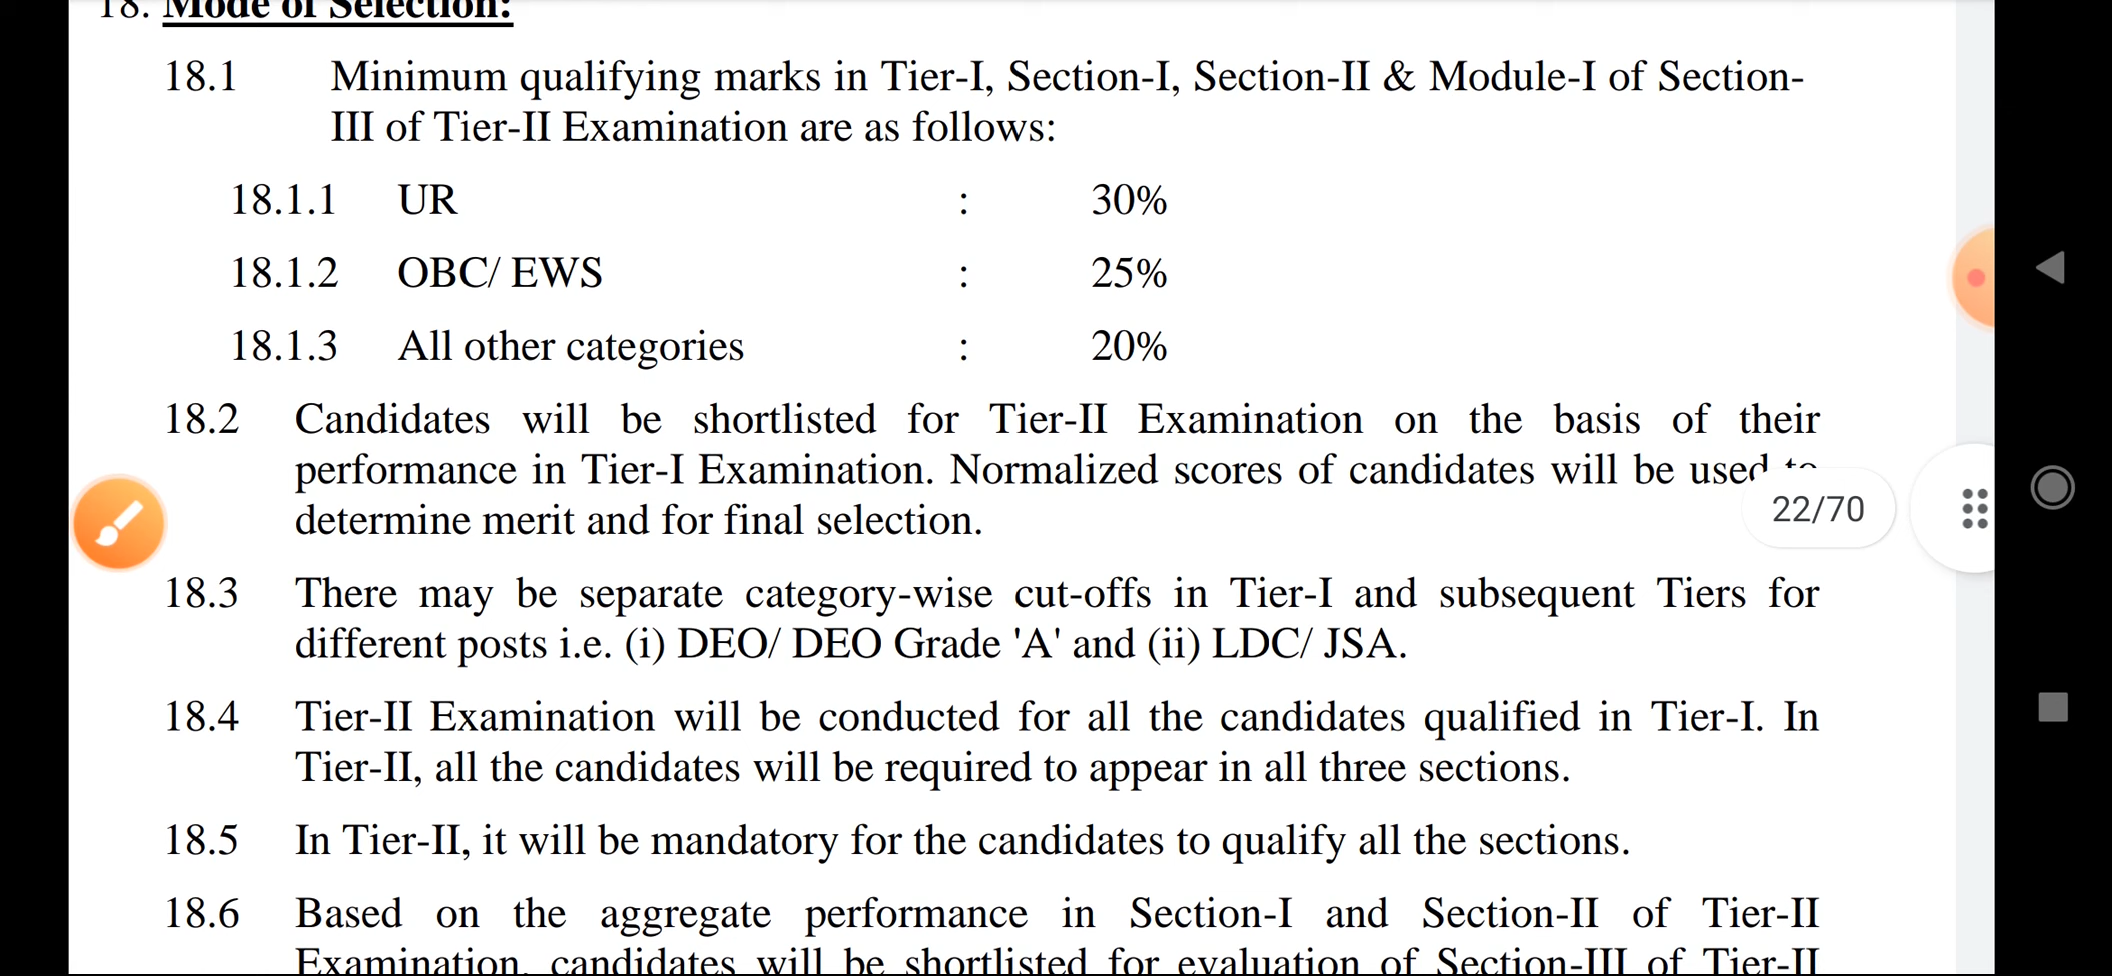 18. Mode of Selection:
18.1 Minimum qualifying marks in Tier-I, Section-I, Section-II & Module-I of Section-
III of Tier-II Examination are as follows:
18.1.1 UR : 30%
18.1.2 OBC/ EWS : 25%
18.1.3 All other categories : 20%
18.2 Candidates will be shortlisted for Tier-II Examination on the basis of their
performance in Tier-I Examination. Normalized scores of candidates will be used to
22/70
determine merit and for final selection.
18.3 There may be separate category-wise cut-offs in Tier-I and subsequent Tiers for
different posts i.e. (i) DEO/ DEO Grade 'A' and (ii) LDC/ JSA.
18.4 Tier-II Examination will be conducted for all the candidates qualified in Tier-I. In
Tier-II, all the candidates will be required to appear in all three sections.
18.5 In Tier-II, it will be mandatory for the candidates to qualify all the sections.
18.6 Based on the aggregate performance in Section-I and Section-II of Tier-II
Examination, candidates will be shortlisted for evaluation of Section-III of Tier-II